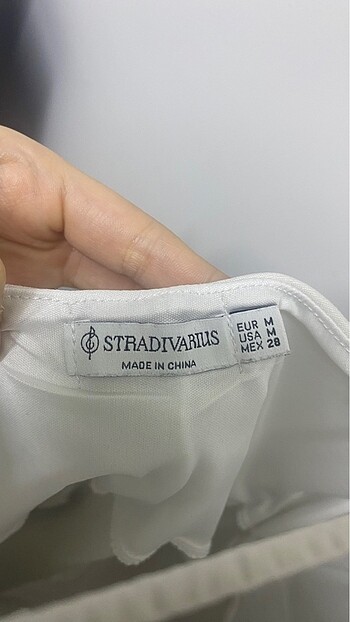 STRADIVARIUS
MADE IN CHINA
EUR M
USA M
MEX 28